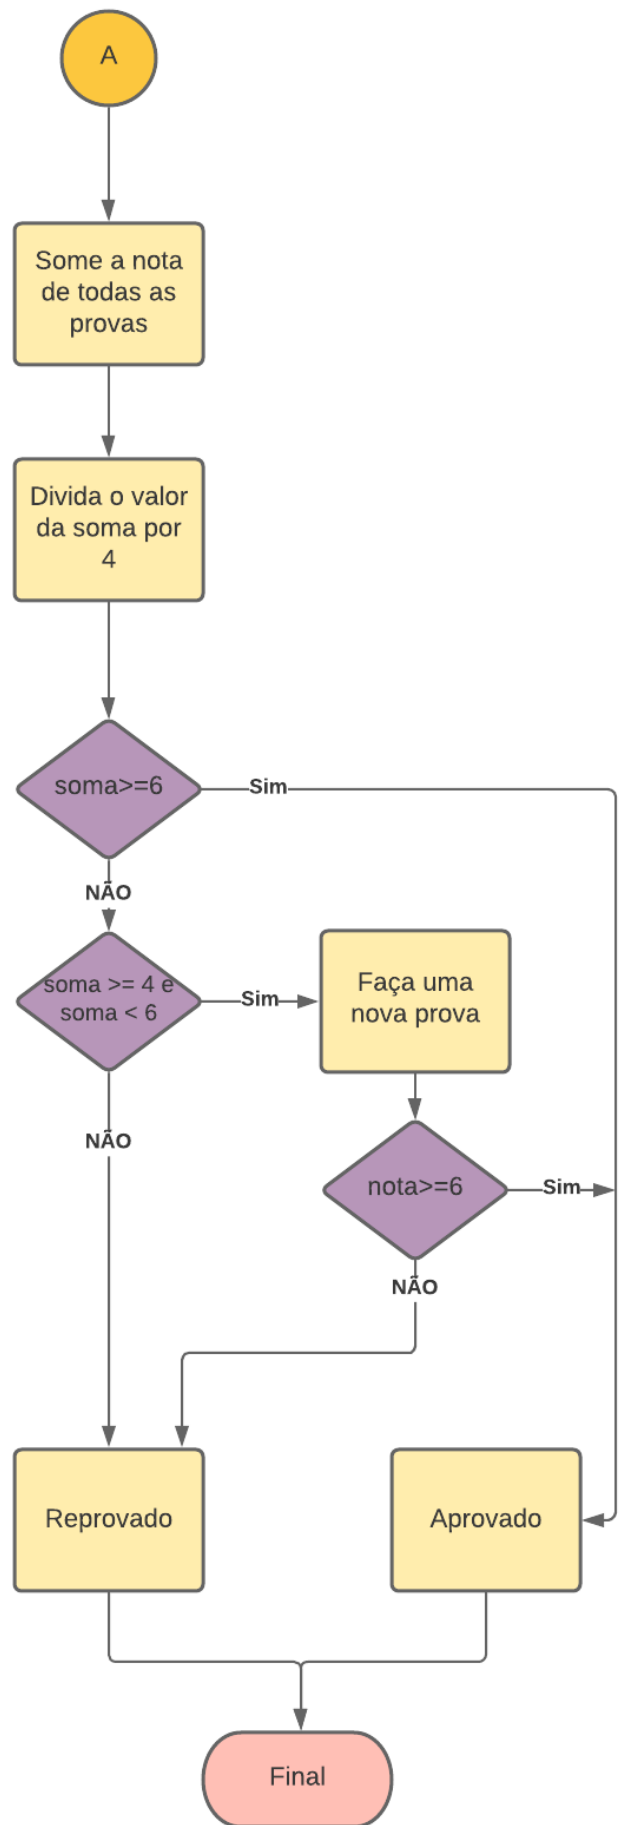 A
Some a nota
de todas as
provas
Divida o valor
da soma por
4
soma>=6
Sim
NÃO
soma >= 4 e
soma < 6
Sim
Faça uma
nova prova
NÃO
nota>=6
Sim
NÃO
Reprovado
Aprovado
Final